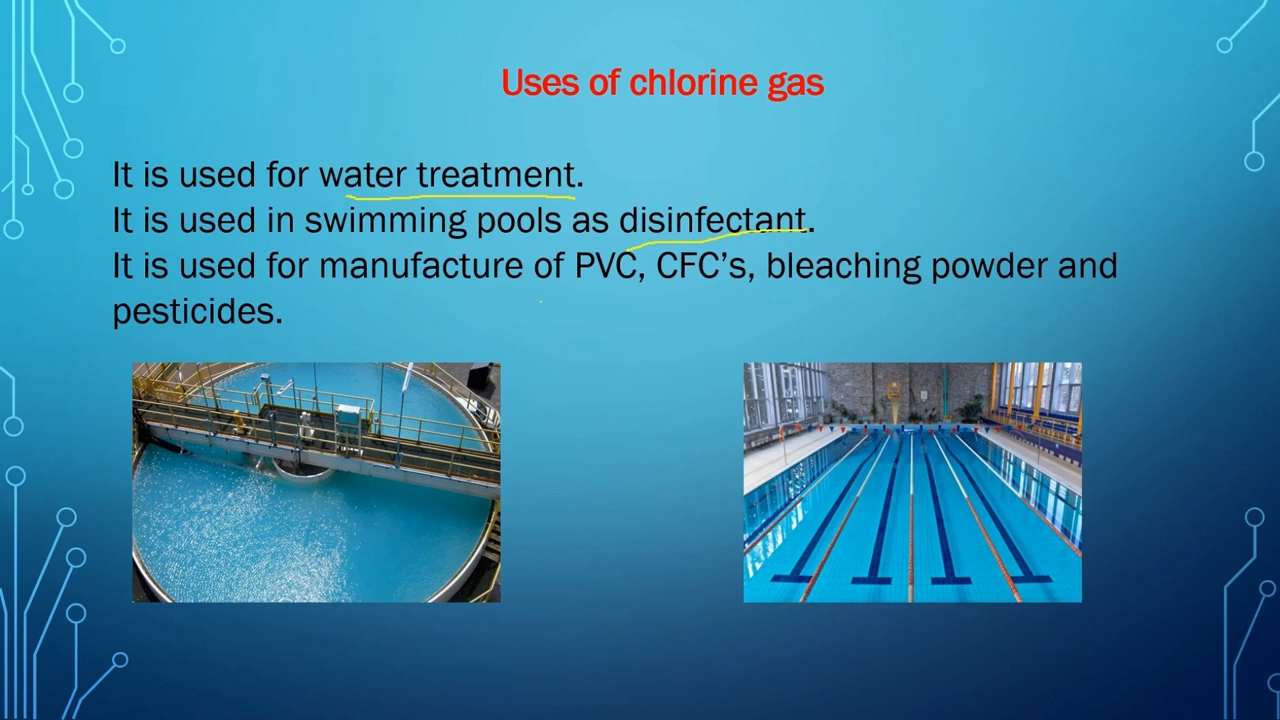 Uses of chlorine gas
It is used for water treatment.
It is used in swimming pools as disinfectant.
It is used for manufacture of PVC, CFC’s, bleaching powder and
pesticides.